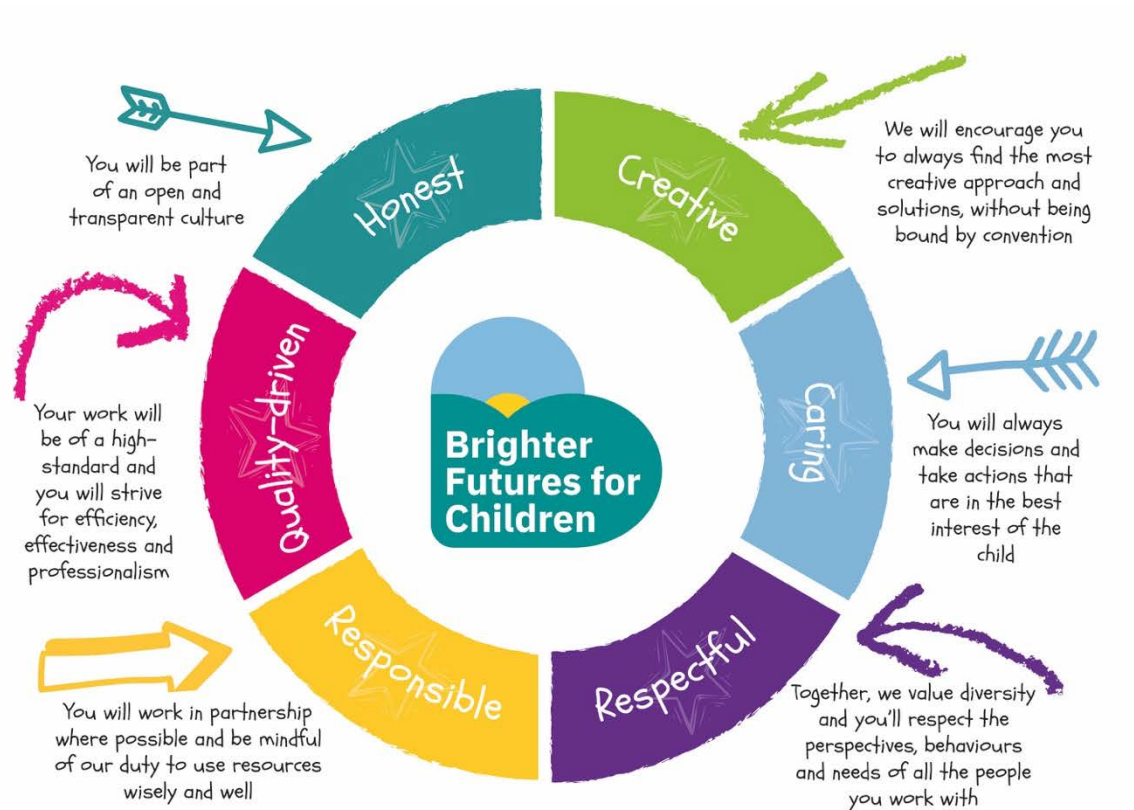 Honest
You will be part
of an open and
transparent culture
Creative
We will encourage you
to always find the most
creative approach and
solutions, without being
bound by convention
Caring
You will always
make decisions and
take actions that
are in the best
interest of the
child
Respectful
Together, we value diversity
and you'll respect the
perspectives, behaviours
and needs of all the people
you work with
Responsible
You will work in partnership
where possible and be mindful
of our duty to use resources
wisely and well
Quality-driven
Your work will
be of a high-
standard and
you will strive
for efficiency,
effectiveness and
professionalism
Brighter
Futures for
Children